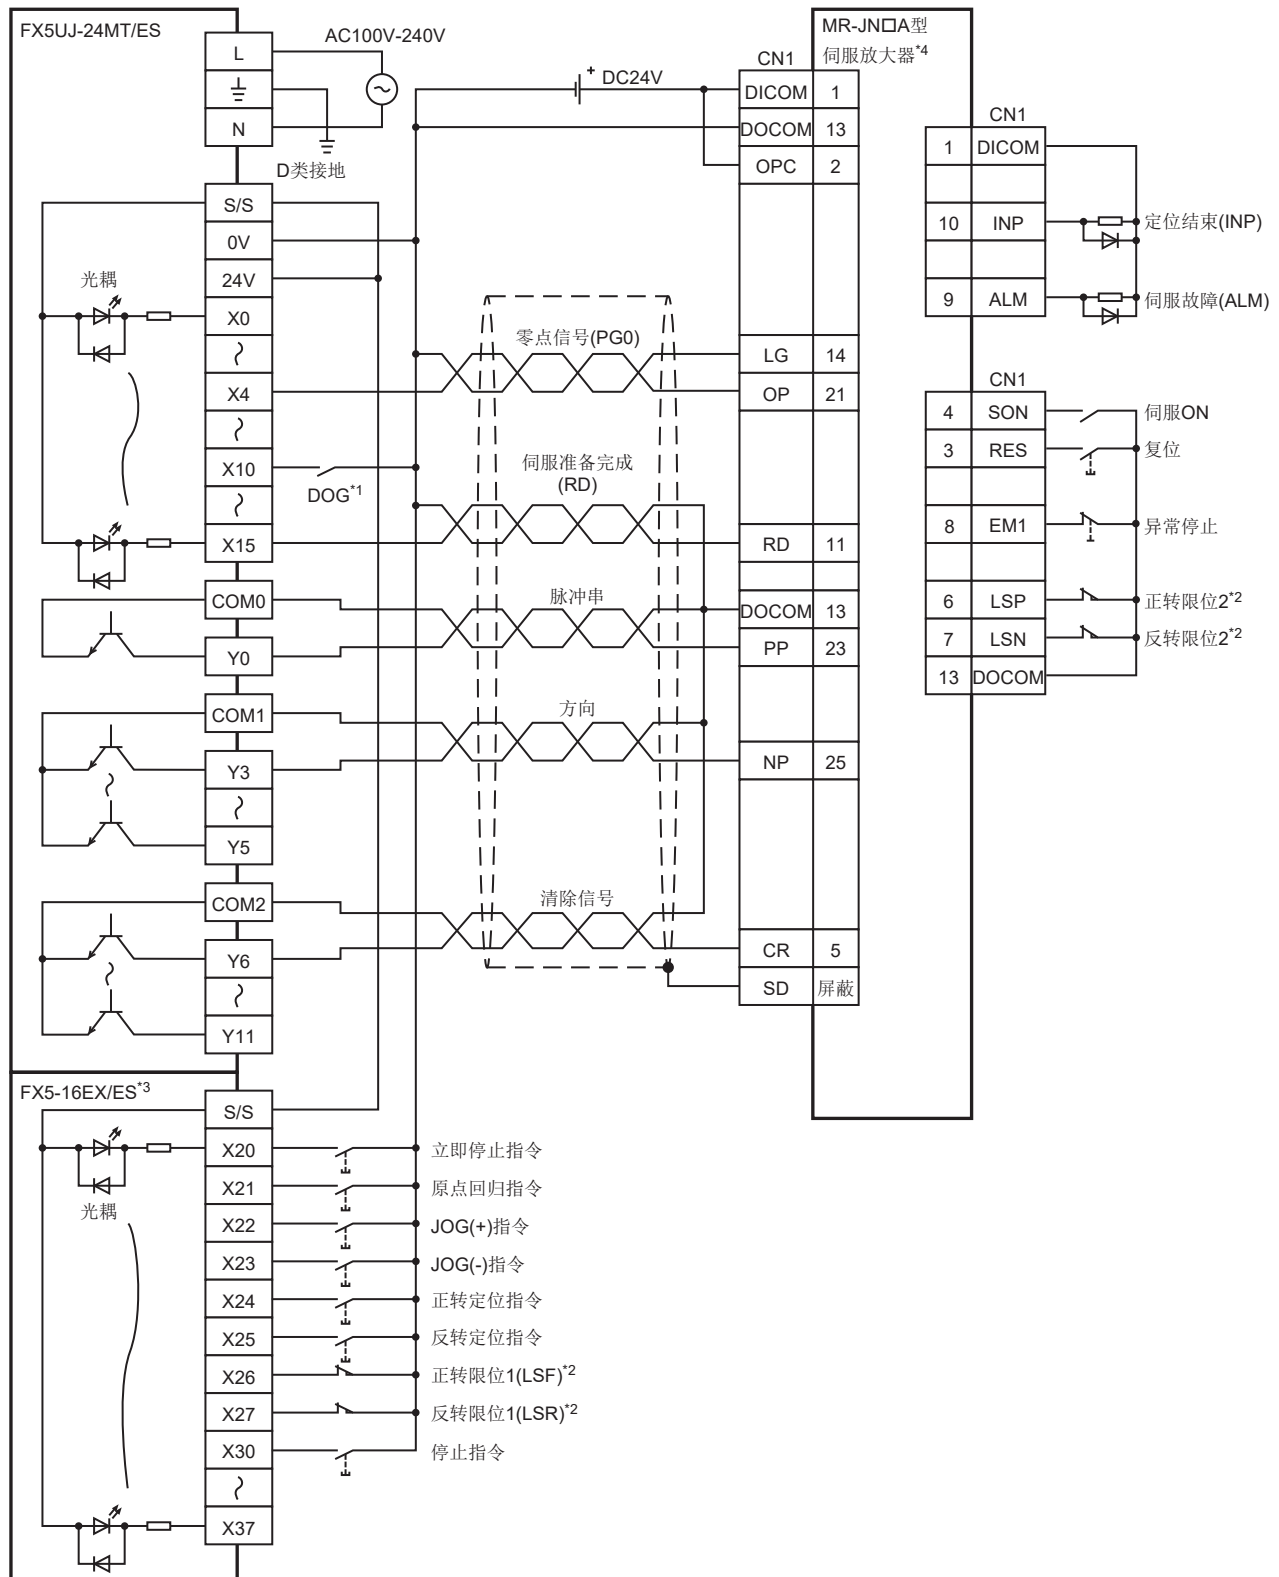 FX5UJ-24MT/ES
L
N
AC100V-240V
D类接地
S/S
0V
24V
X0
X4
X10
X15
COM0
Y0
COM1
Y3
Y5
COM2
Y6
Y11
光耦
DOG*1
DC24V
+
零点信号(PG0)
伺服准备完成
(RD)
脉冲串
方向
清除信号
MR-JN□A型
伺服放大器*4
CN1
DICOM 1
DOCOM 13
OPC 2
LG 14
OP 21
RD 11
DOCOM 13
PP 23
NP 25
CR 5
SD 屏蔽
CN1
1 DICOM
10 INP 定位结束(INP)
9 ALM 伺服故障(ALM)
CN1
4 SON 伺服ON
3 RES 复位
8 EM1 异常停止
6 LSP 正转限位2*2
7 LSN 反转限位2*2
13 DOCOM
FX5-16EX/ES*3
光耦
S/S
X20 立即停止指令
X21 原点回归指令
X22 JOG(+)指令
X23 JOG(-)指令
X24 正转定位指令
X25 反转定位指令
X26 正转限位1(LSF)*2
X27 反转限位1(LSR)*2
X30 停止指令
X37